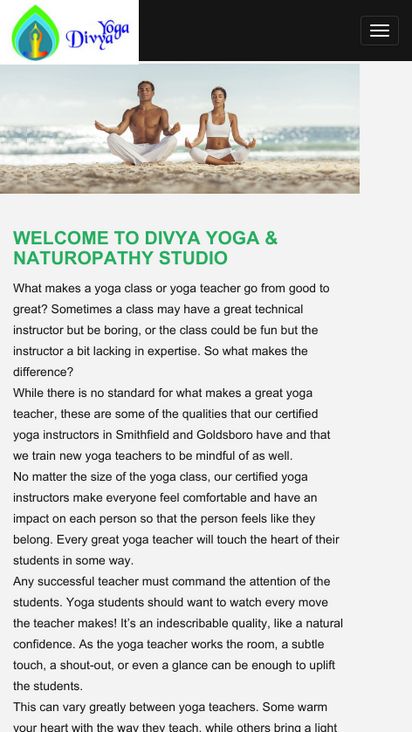 Divya Yoga
WELCOME TO DIVYA YOGA &
NATUROPATHY STUDIO
What makes a yoga class or yoga teacher go from good to
great? Sometimes a class may have a great technical
instructor but be boring, or the class could be fun but the
instructor a bit lacking in expertise. So what makes the
difference?
While there is no standard for what makes a great yoga
teacher, these are some of the qualities that our certified
yoga instructors in Smithfield and Goldsboro have and that
we train new yoga teachers to be mindful of as well.
No matter the size of the yoga class, our certified yoga
instructors make everyone feel comfortable and have an
impact on each person so that the person feels like they
belong. Every great yoga teacher will touch the heart of their
students in some way.
Any successful teacher must command the attention of the
students. Yoga students should want to watch every move
the teacher makes! It’s an indescribable quality, like a natural
confidence. As the yoga teacher works the room, a subtle
touch, a shout-out, or even a glance can be enough to uplift
the students.
This can vary greatly between yoga teachers. Some warm
your heart with the way they teach, while others bring a light